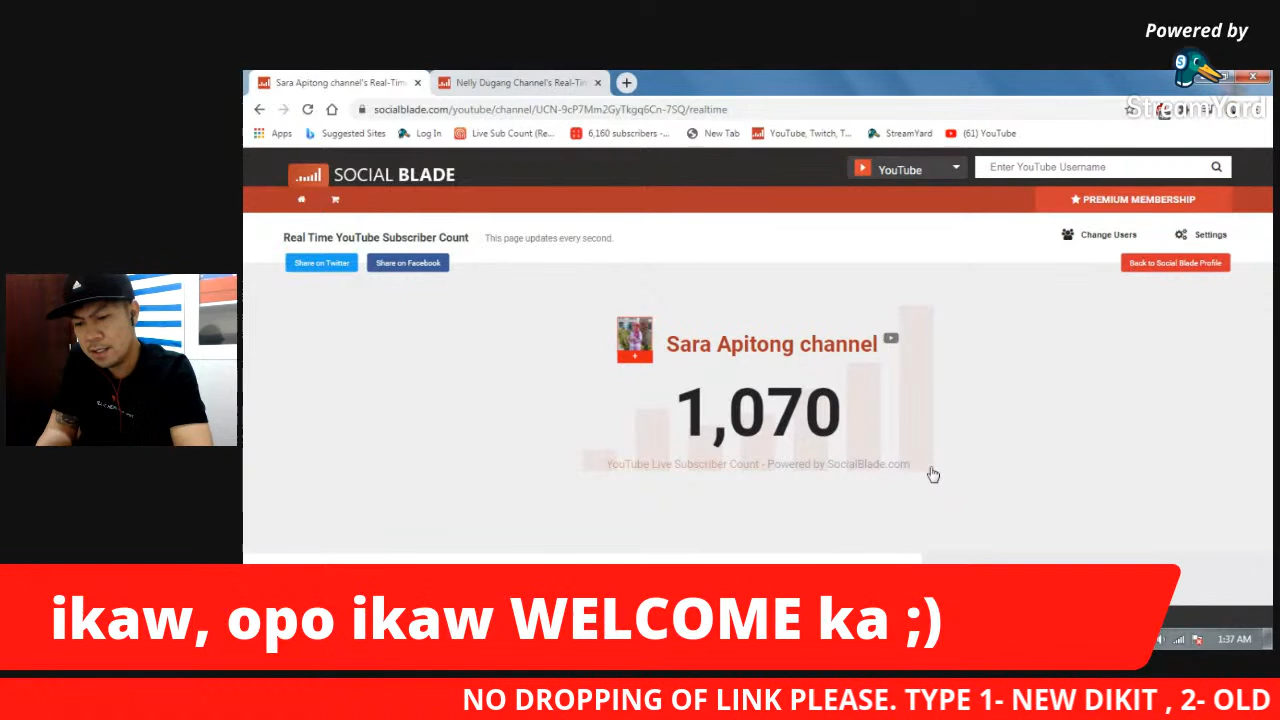 Powered by
StreamYard
Sara Apitong channel's Real-Tim
Nelly Dugang Channel's Real-Tim
socialblade.com/youtube/channel/UCN-9cP7Mm2GyTkgq6Cn-7SQ/realtime
Apps Suggested Sites Log In Live Sub Count (Re... 6,160 subscribers -... New Tab YouTube, Twitch, T... StreamYard (61) YouTube
SOCIAL BLADE
YouTube
Enter YouTube Username
PREMIUM MEMBERSHIP
Real Time YouTube Subscriber Count This page updates every second.
Change Users Settings
Share on Twitter Share on Facebook Back to Social Blade Profile
Sara Apitong channel
1,070
YouTube Live Subscriber Count - Powered by SocialBlade.com
ikaw, opo ikaw WELCOME ka ;)
1:37 AM
NO DROPPING OF LINK PLEASE. TYPE 1- NEW DIKIT , 2- OLD